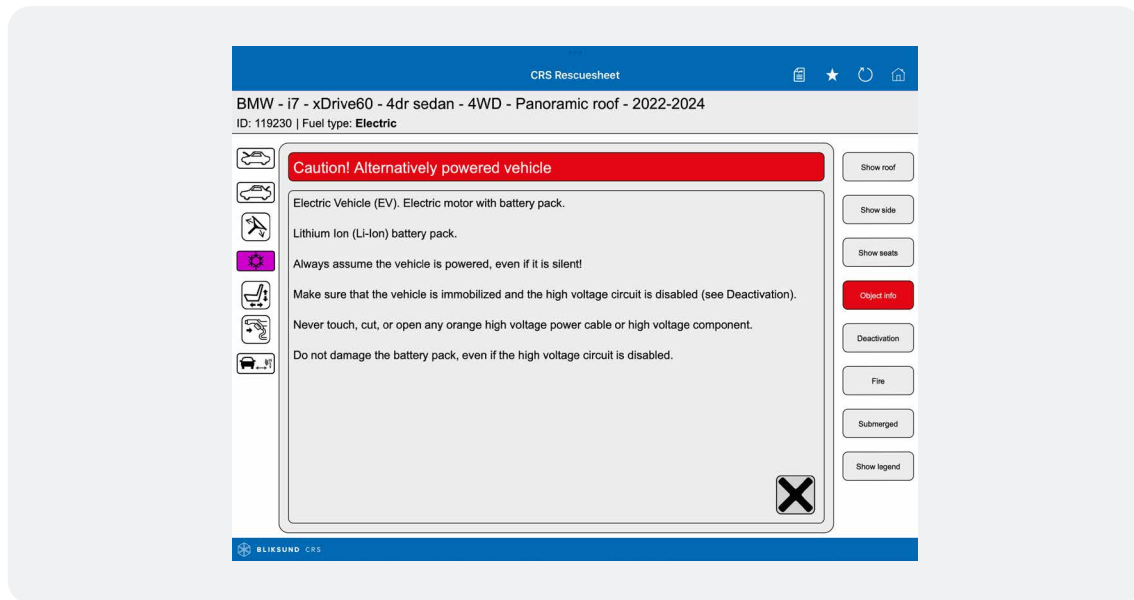 CRS Rescuesheet
BMW - i7 - xDrive60 - 4dr sedan - 4WD - Panoramic roof - 2022-2024
ID: 119230 | Fuel type: Electric
Caution! Alternatively powered vehicle
Electric Vehicle (EV). Electric motor with battery pack.
Lithium Ion (Li-Ion) battery pack.
Always assume the vehicle is powered, even if it is silent!
Make sure that the vehicle is immobilized and the high voltage circuit is disabled (see Deactivation).
Never touch, cut, or open any orange high voltage power cable or high voltage component.
Do not damage the battery pack, even if the high voltage circuit is disabled.
Show roof
Show side
Show seats
Object info
Deactivation
Fire
Submerged
Show legend
BLIKSUND CRS